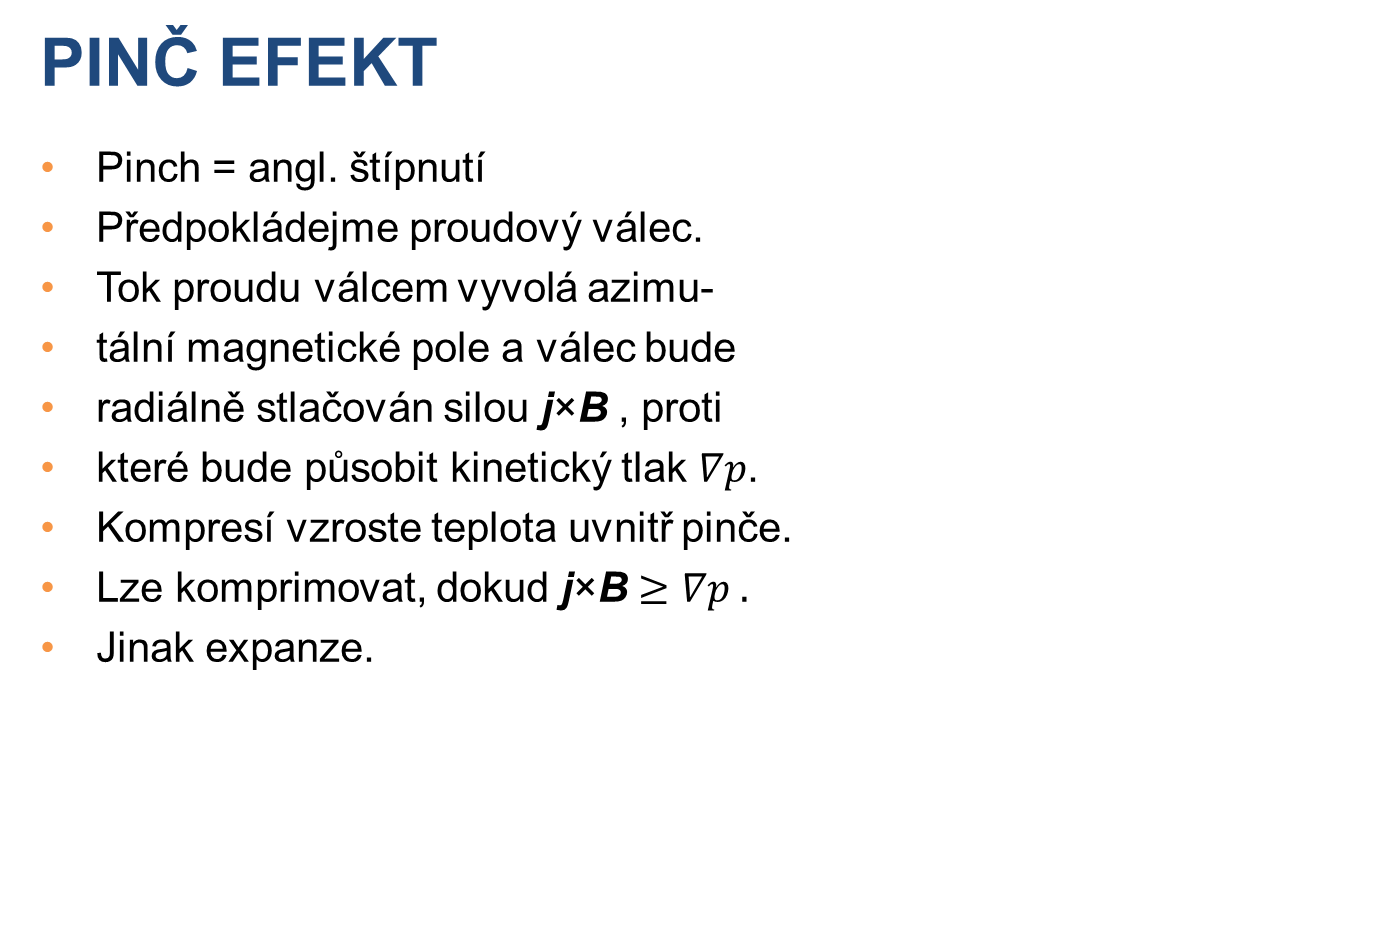 PINČ EFEKT
• Pinch = angl. štípnutí
• Předpokládejme proudový válec.
• Tok proudu válcem vyvolá azimu-
• tální magnetické pole a válec bude
• radiálně stlačován silou j×B , proti
• které bude působit kinetický tlak ∇p.
• Kompresí vzroste teplota uvnitř pinče.
• Lze komprimovat, dokud j×B ≥ ∇p .
• Jinak expanze.